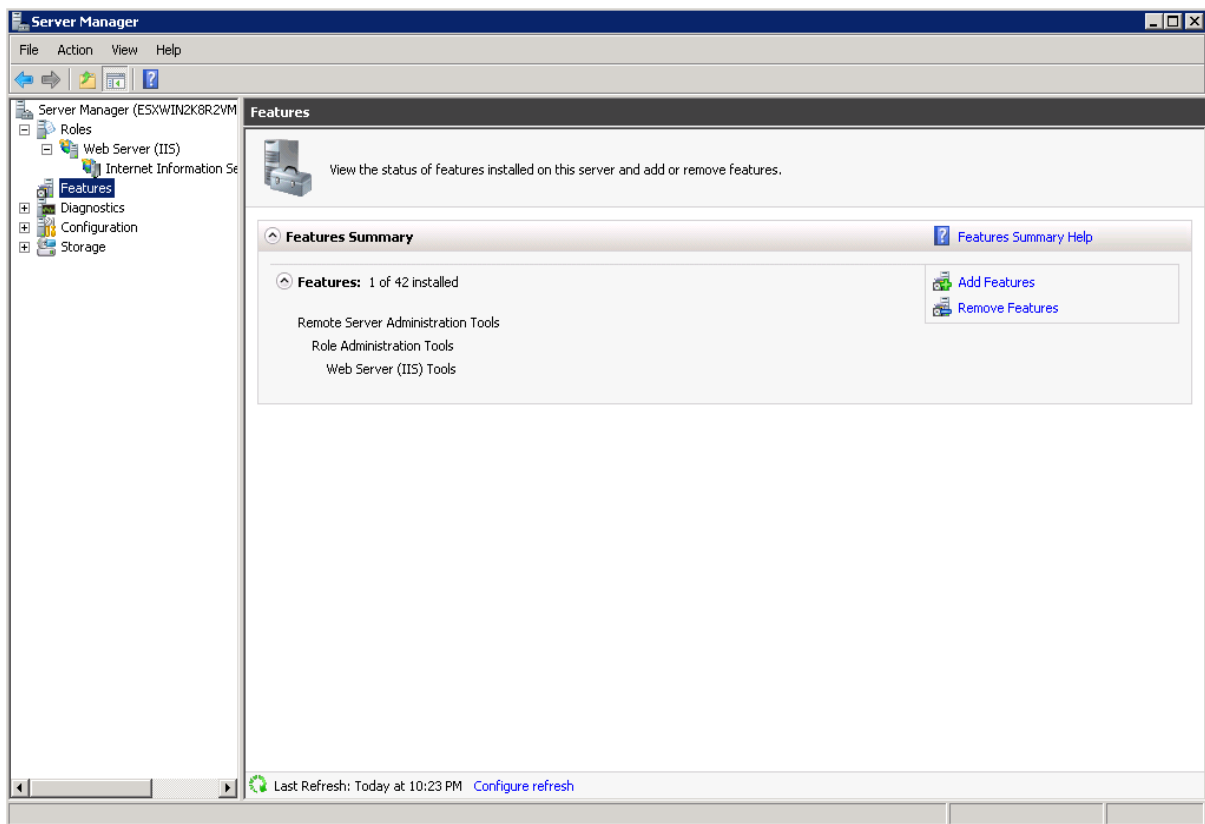 Server Manager
File Action View Help
Server Manager (ESXWIN2K8R2VM
Roles
Web Server (IIS)
Internet Information Se
Features
Diagnostics
Configuration
Storage
Features
View the status of features installed on this server and add or remove features.
Features Summary
Features Summary Help
Features: 1 of 42 installed
Add Features
Remove Features
Remote Server Administration Tools
Role Administration Tools
Web Server (IIS) Tools
Last Refresh: Today at 10:23 PM Configure refresh